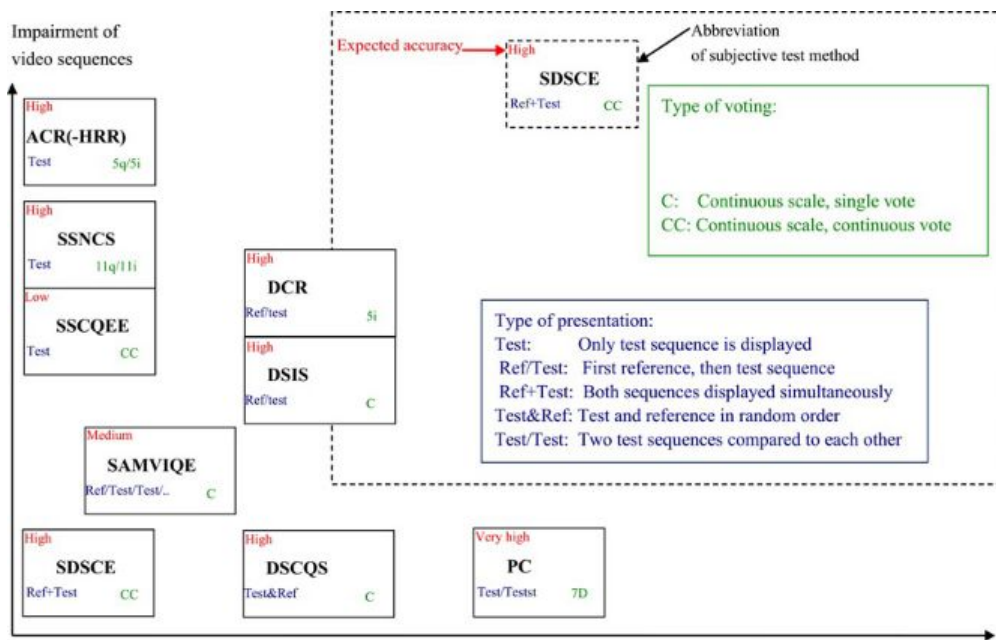 Impairment of
video sequences
Expected accuracy
High
SDSCE
Ref+Test CC
Abbreviation
of subjective test method
Type of voting:
C: Continuous scale, single vote
CC: Continuous scale, continuous vote
High
ACR(-HRR)
Test 5q/5i
High
SSNCS
Test 11q/11i
Low
SSCQEE
Test CC
High
DCR
Ref/test 5i
High
DSIS
Ref/test C
Type of presentation:
Test: Only test sequence is displayed
Ref/Test: First reference, then test sequence
Ref+Test: Both sequences displayed simultaneously
Test&Ref: Test and reference in random order
Test/Test: Two test sequences compared to each other
Medium
SAMVIQE
Ref/Test/Test/.. C
High
SDSCE
Ref+Test CC
High
DSCQS
Test&Ref C
Very high
PC
Test/Testst 7D